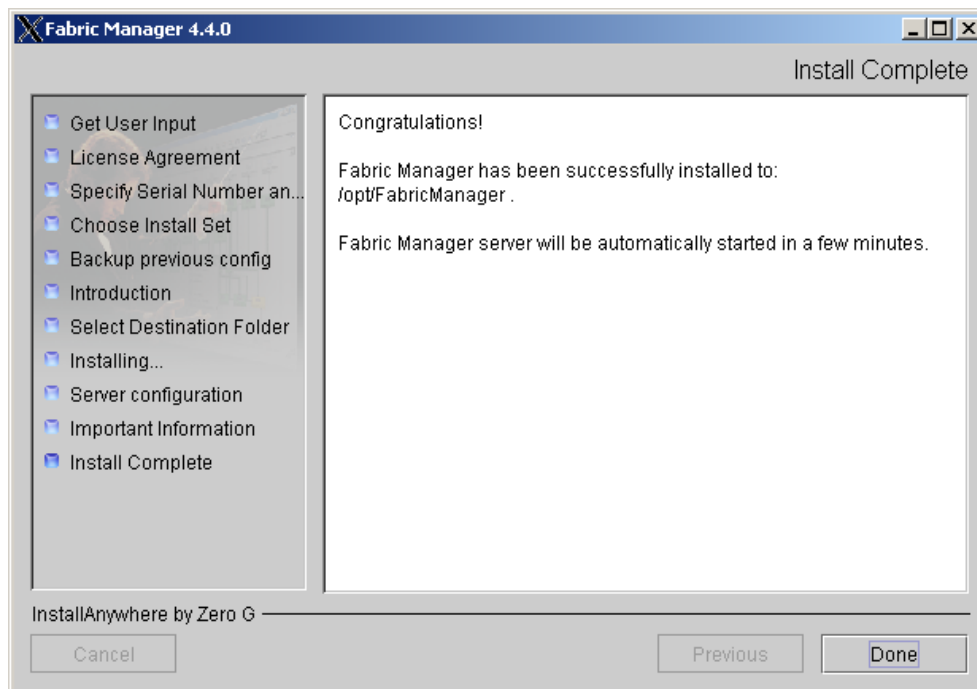 Fabric Manager 4.4.0
Install Complete
Get User Input
License Agreement
Specify Serial Number an...
Choose Install Set
Backup previous config
Introduction
Select Destination Folder
Installing...
Server configuration
Important Information
Install Complete
Congratulations!
Fabric Manager has been successfully installed to:
/opt/FabricManager .
Fabric Manager server will be automatically started in a few minutes.
InstallAnywhere by Zero G
Cancel
Previous
Done